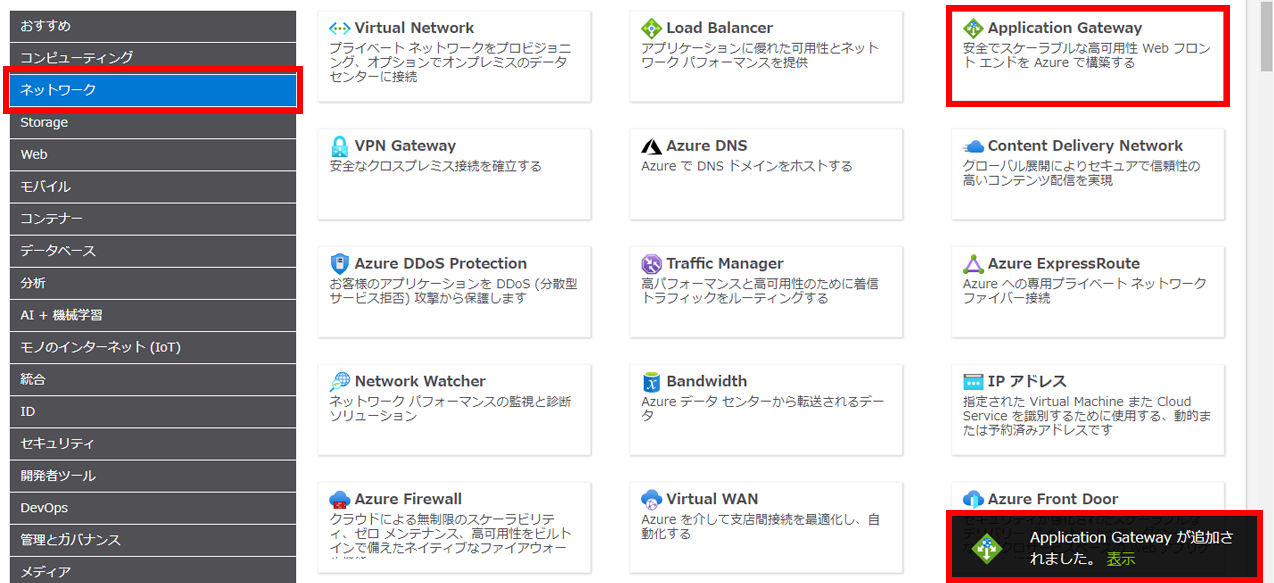 おすすめ
コンピューティング
ネットワーク
Storage
Web
モバイル
コンテナー
データベース
分析
AI + 機械学習
モノのインターネット (IoT)
統合
ID
セキュリティ
開発者ツール
DevOps
管理とガバナンス
メディア
Virtual Network
プライベート ネットワークをプロビジョニ
ング、オプションでオンプレミスのデータ
センターに接続
Load Balancer
アプリケーションに優れた可用性とネット
ワーク パフォーマンスを提供
Application Gateway
安全でスケーラブルな高可用性 Web フロン
ト エンドを Azure で構築する
VPN Gateway
安全なクロスプレミス接続を確立する
Azure DNS
Azure で DNS ドメインをホストする
Content Delivery Network
グローバル展開によりセキュアで信頼性の
高いコンテンツ配信を実現
Azure DDoS Protection
お客様のアプリケーションを DDoS (分散型
サービス拒否) 攻撃から保護します
Traffic Manager
高パフォーマンスと高可用性のために着信
トラフィックをルーティングする
Azure ExpressRoute
Azure への専用プライベート ネットワーク
ファイバー接続
Network Watcher
ネットワーク パフォーマンスの監視と診断
ソリューション
Bandwidth
Azure データ センターから転送されるデー
タ
IP アドレス
指定された Virtual Machine また Cloud
Service を識別するために使用する、動的ま
たは予約済みアドレスです
Azure Firewall
クラウドによる無制限のスケーラビリテ
ィ、ゼロ メンテナンス、高可用性をビルト
インで備えたネイティブなファイアウォー
Virtual WAN
Azure を介して支店間接続を最適化し、自
動化する
Azure Front Door
Application Gateway が追加さ
れました。 表示